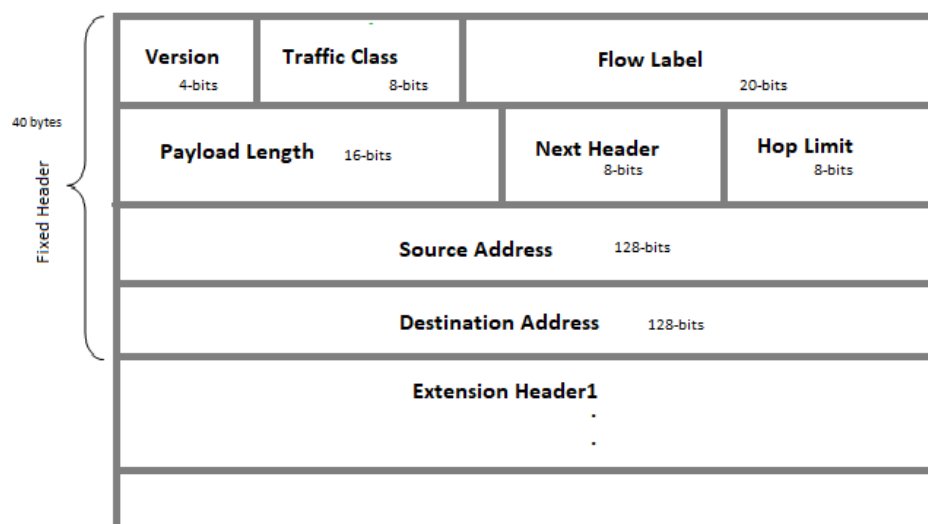 Version
4-bits
Traffic Class
8-bits
Flow Label
20-bits
40 bytes
Fixed Header
Payload Length 16-bits
Next Header
8-bits
Hop Limit
8-bits
Source Address 128-bits
Destination Address 128-bits
Extension Header1
.
.